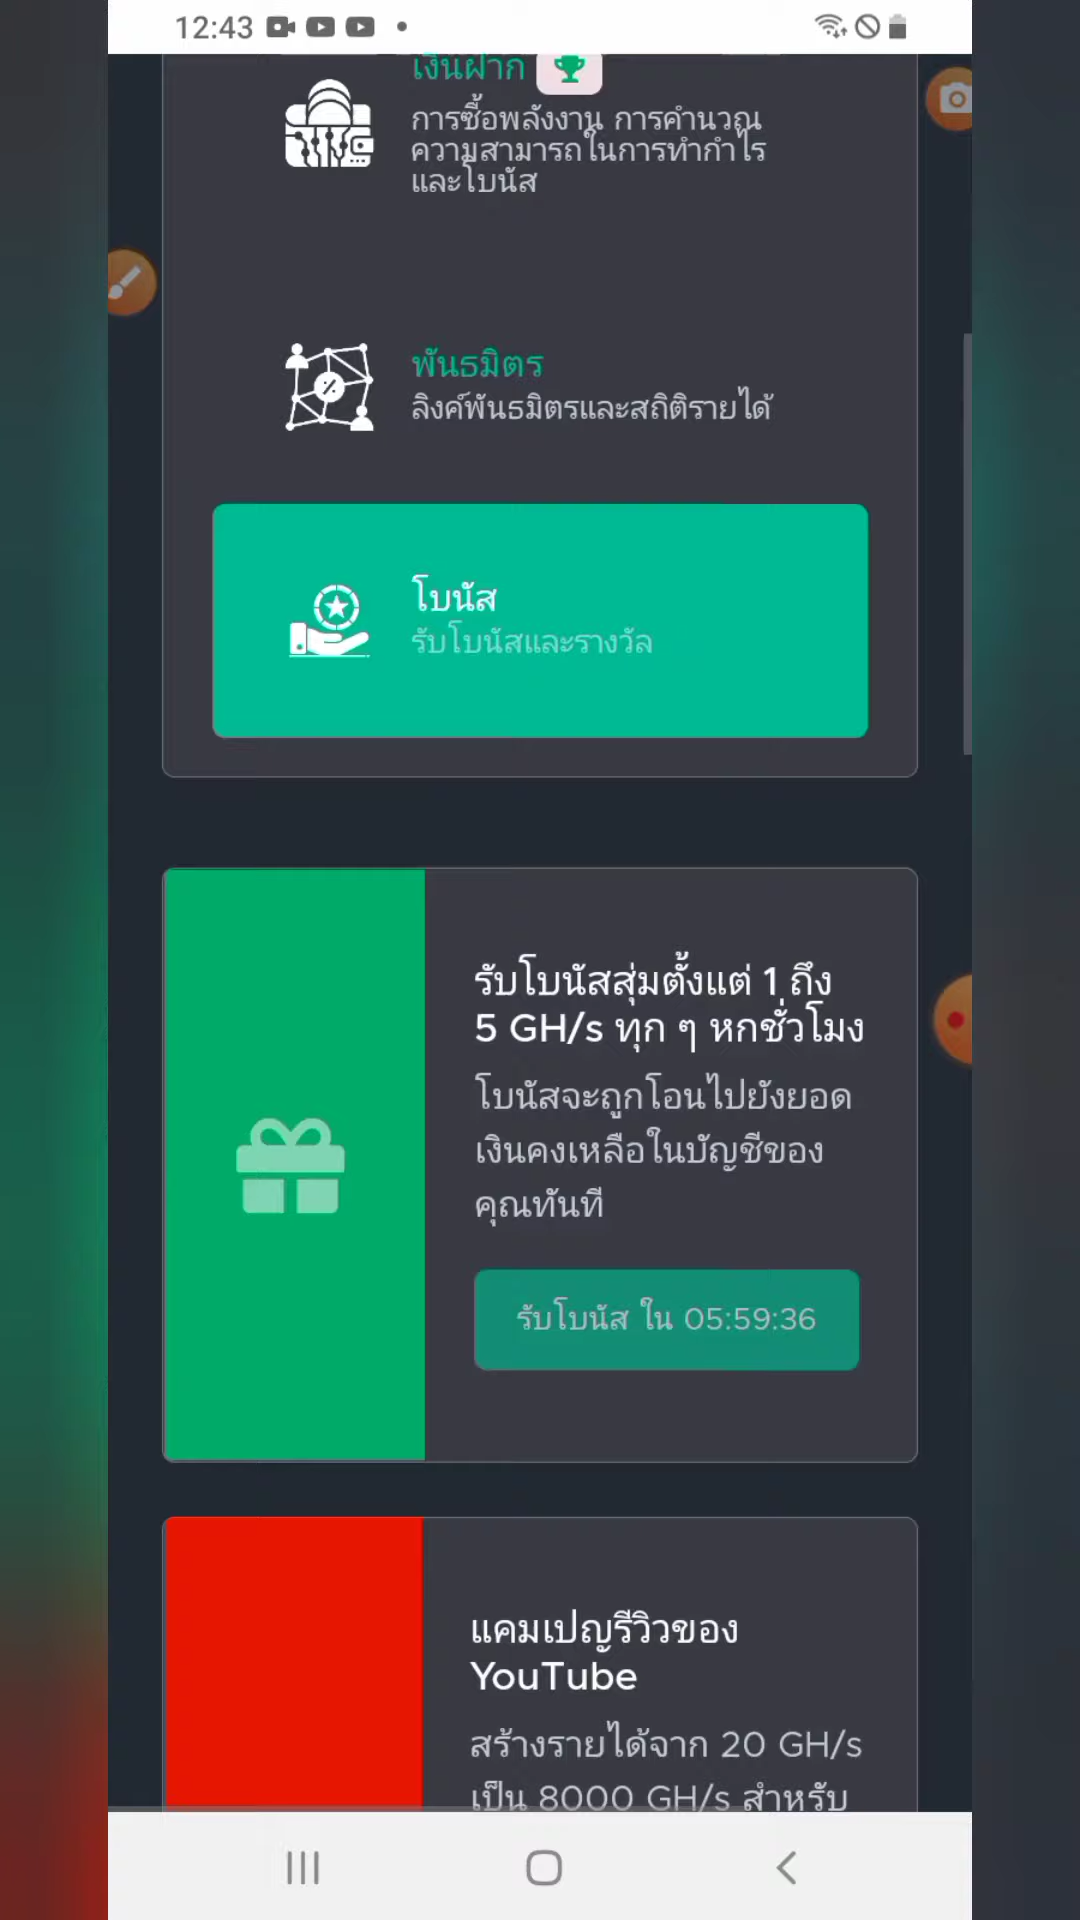 12:43
เงินฝาก
การซื้อพลังงาน การคำนวณ
ความสามารถในการทำกำไร
และโบนัส
พันธมิตร
ลิงค์พันธมิตรและสถิติรายได้
โบนัส
รับโบนัสและรางวัล
รับโบนัสสุ่มตั้งแต่ 1 ถึง
5 GH/s ทุก ๆ หกชั่วโมง
โบนัสจะถูกโอนไปยังยอด
เงินคงเหลือในบัญชีของ
คุณทันที
รับโบนัส ใน 05:59:36
แคมเปญรีวิวของ
YouTube
สร้างรายได้จาก 20 GH/s
เป็น 8000 GH/s สำหรับ